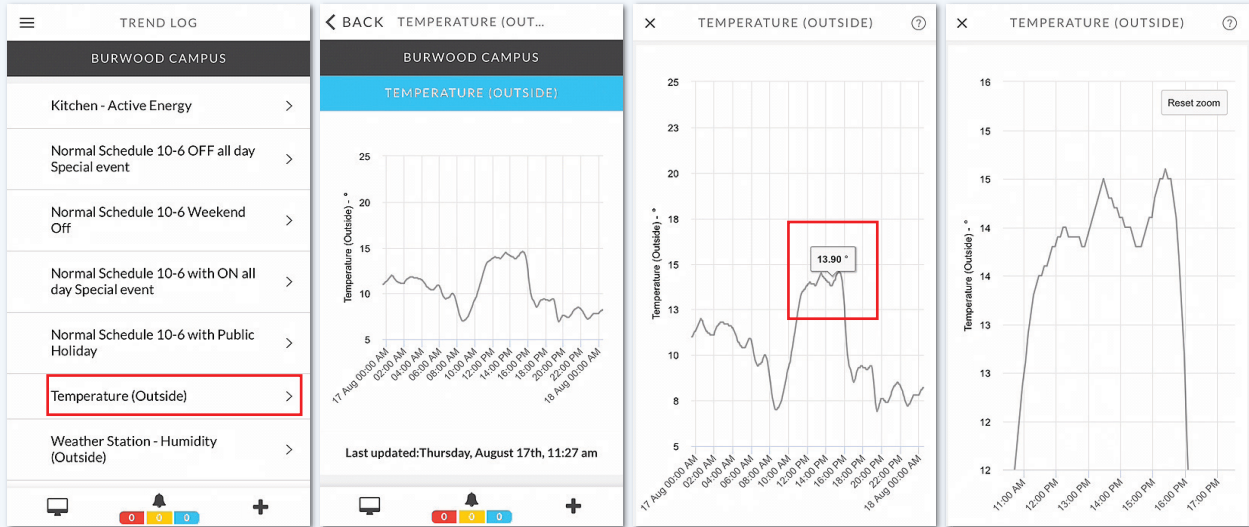 TREND LOG
BURWOOD CAMPUS
Kitchen - Active Energy
Normal Schedule 10-6 OFF all day
Special event
Normal Schedule 10-6 Weekend
Off
Normal Schedule 10-6 with ON all
day Special event
Normal Schedule 10-6 with Public
Holiday
Temperature (Outside)
Weather Station - Humidity
(Outside)
0 0 0
BACK TEMPERATURE (OUT...
BURWOOD CAMPUS
TEMPERATURE (OUTSIDE)
Temperature (Outside) - °
25
20
15
10
5
17 Aug 00:00 AM
02:00 AM
04:00 AM
06:00 AM
08:00 AM
10:00 AM
12:00 PM
14:00 PM
16:00 PM
18:00 PM
20:00 PM
22:00 PM
18 Aug 00:00 AM
Last updated:Thursday, August 17th, 11:27 am
0 0 0
TEMPERATURE (OUTSIDE)
?
Temperature (Outside) - °
25
23
20
18
15
13
10
8
5
13.90 °
17 Aug 00:00 AM
02:00 AM
04:00 AM
06:00 AM
08:00 AM
10:00 AM
12:00 PM
14:00 PM
16:00 PM
18:00 PM
20:00 PM
22:00 PM
18 Aug 00:00 AM
TEMPERATURE (OUTSIDE)
?
Reset zoom
Temperature (Outside) - °
16
15
15
14
14
13
13
12
12
11:00 AM
12:00 PM
13:00 PM
14:00 PM
15:00 PM
16:00 PM
17:00 PM